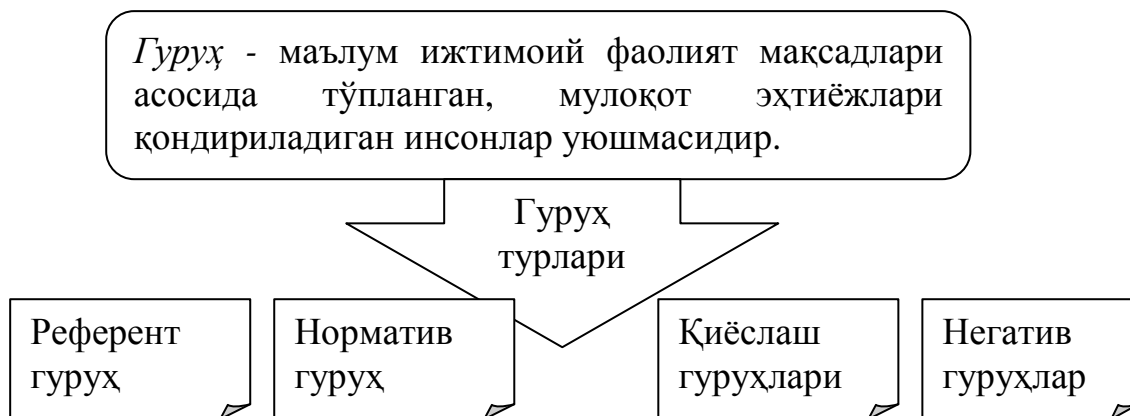 Гуруҳ - маълум ижтимоий фаолият мақсадлари
асосида тўпланган, мулоқот эҳтиёжлари
қондириладиган инсонлар уюшмасидир.
Гуруҳ
турлари
Референт
гуруҳ
Норматив
гуруҳ
Қиёслаш
гуруҳлари
Негатив
гуруҳлар